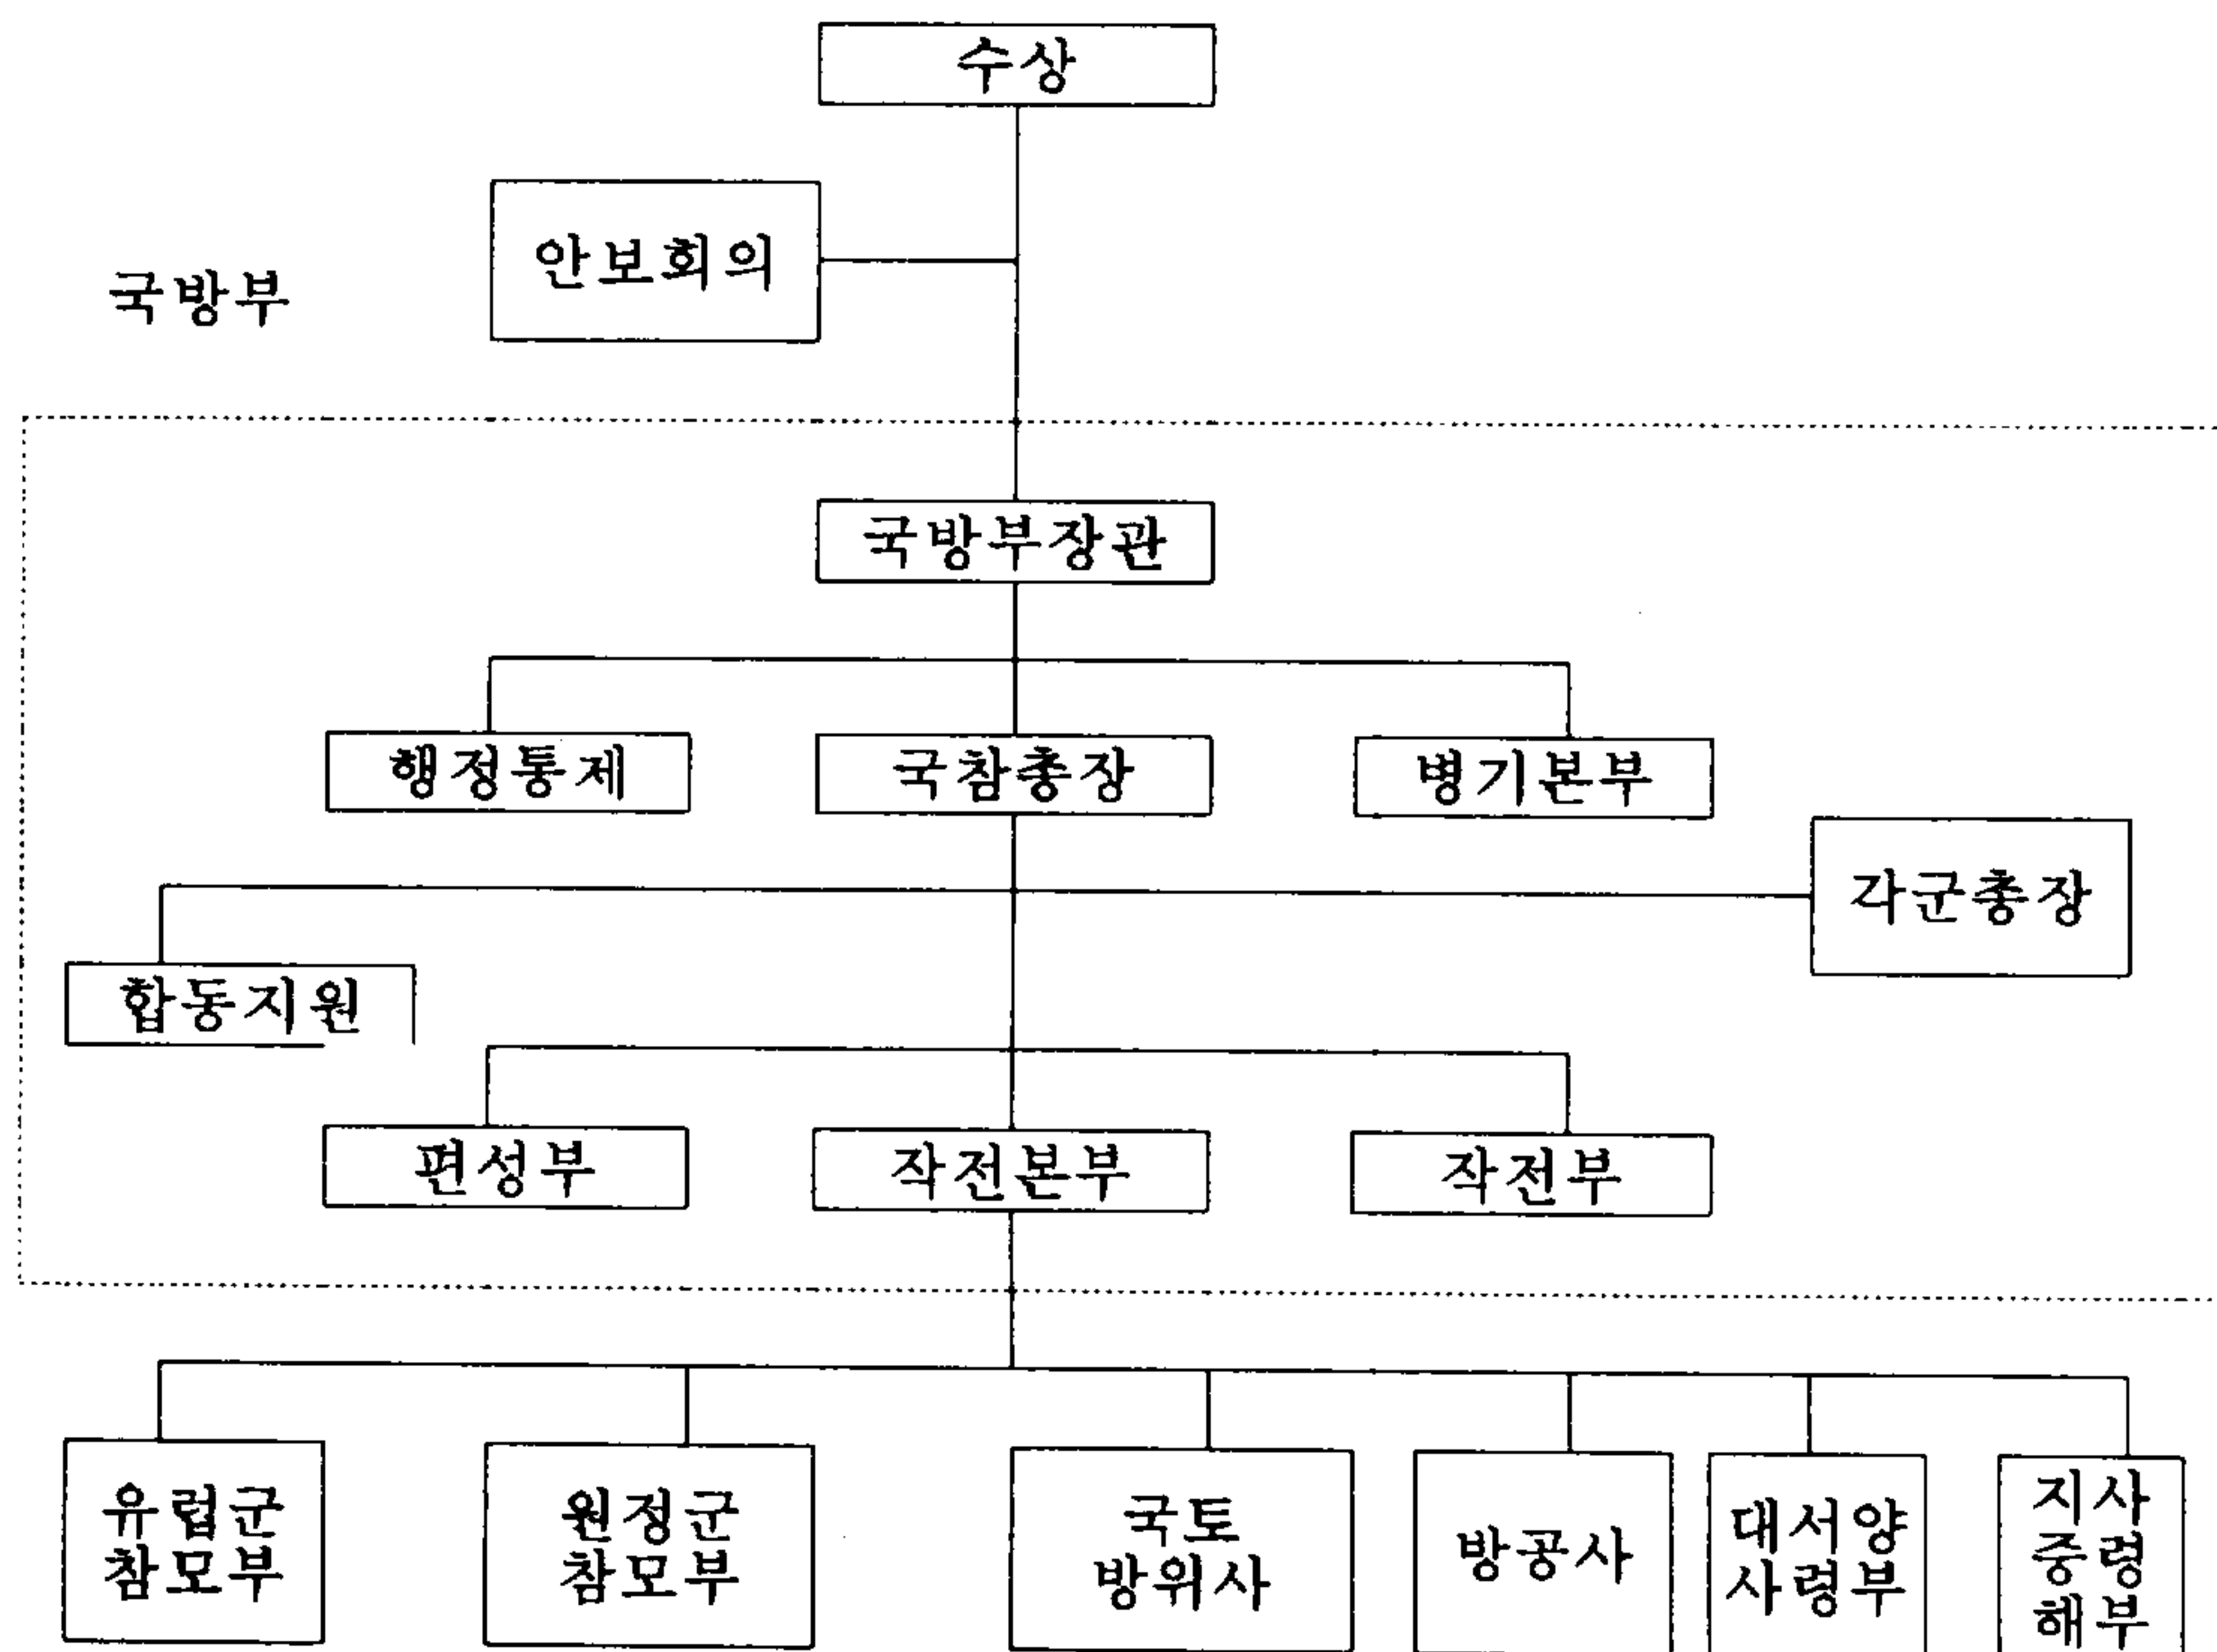 수상
안보회의
국방부
국방부장관
행정통제
국참총장
병기본부
각군총장
합동지원
편성부
작전본부
작전부
유럽군
참모부
원정군
참모부
국토
방위사
방공사
대서양
사령부
지사
중령
해부